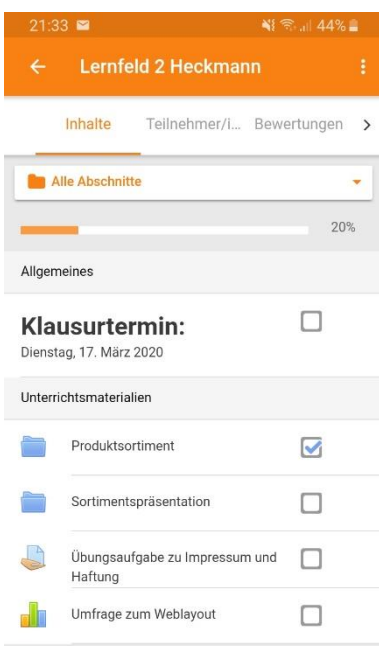 21:33 44%
Lernfeld 2 Heckmann
Inhalte Teilnehmer/i... Bewertungen
Alle Abschnitte
20%
Allgemeines
Klausurtermin:
Dienstag, 17. März 2020
Unterrichtsmaterialien
Produktsortiment
Sortimentspräsentation
Übungsaufgabe zu Impressum und
Haftung
Umfrage zum Weblayout